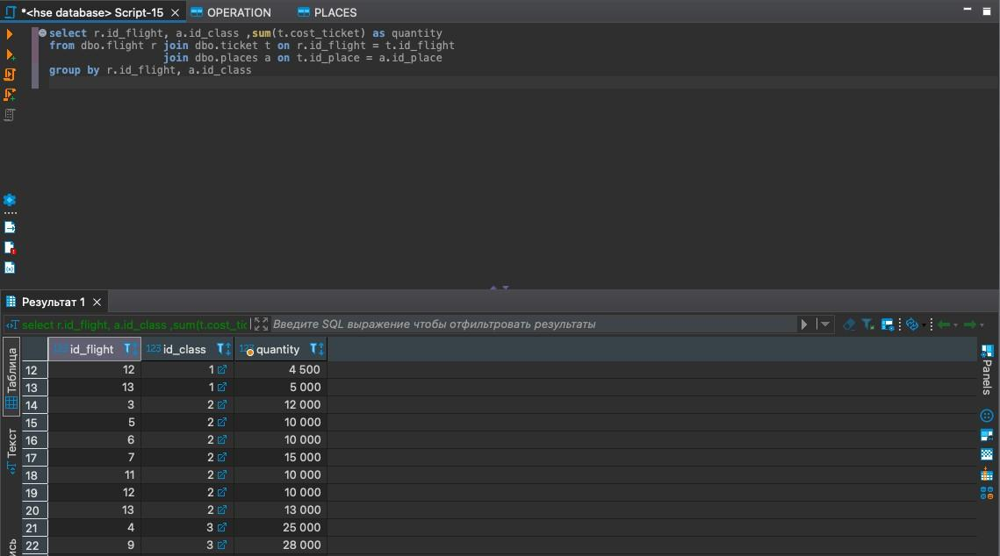 *<hse database> Script-15
OPERATION
PLACES
select r.id_flight, a.id_class ,sum(t.cost_ticket) as quantity
from dbo.flight r join dbo.ticket t on r.id_flight = t.id_flight
join dbo.places a on t.id_place = a.id_place
group by r.id_flight, a.id_class
Результат 1
select r.id_flight, a.id_class ,sum(t.cost_tic
Введите SQL выражение чтобы отфильтровать результаты
Таблица
Текст
Panels
123 id_flight 123 id_class 123 quantity
12 12 1 4 500
13 13 1 5 000
14 3 2 12 000
15 5 2 10 000
16 6 2 10 000
17 7 2 15 000
18 11 2 10 000
19 12 2 10 000
20 13 2 13 000
21 4 3 25 000
22 9 3 28 000